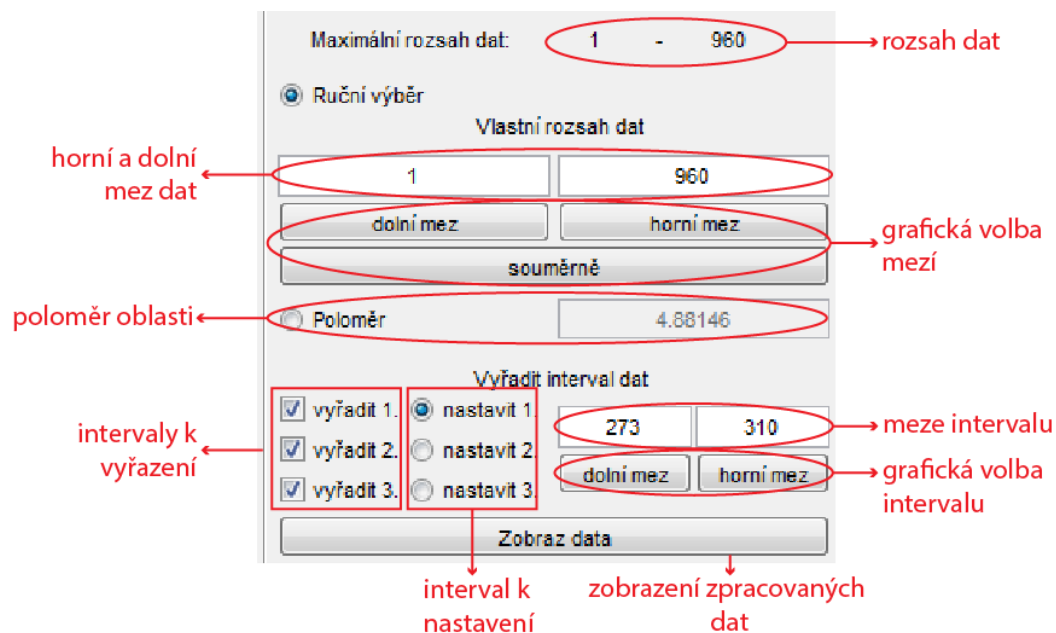 Maximální rozsah dat: 1 - 960
rozsah dat
Ruční výběr
Vlastní rozsah dat
horní a dolní
mez dat
1 960
dolní mez horní mez
souměrně
grafická volba
mezí
poloměr oblasti
Poloměr 4.88146
Vyřadit interval dat
intervaly k
vyřazení
vyřadit 1. nastavit 1.
vyřadit 2. nastavit 2.
vyřadit 3. nastavit 3.
273 310
meze intervalu
dolní mez horní mez
grafická volba
intervalu
Zobraz data
interval k
nastavení
zobrazení zpracovaných
dat